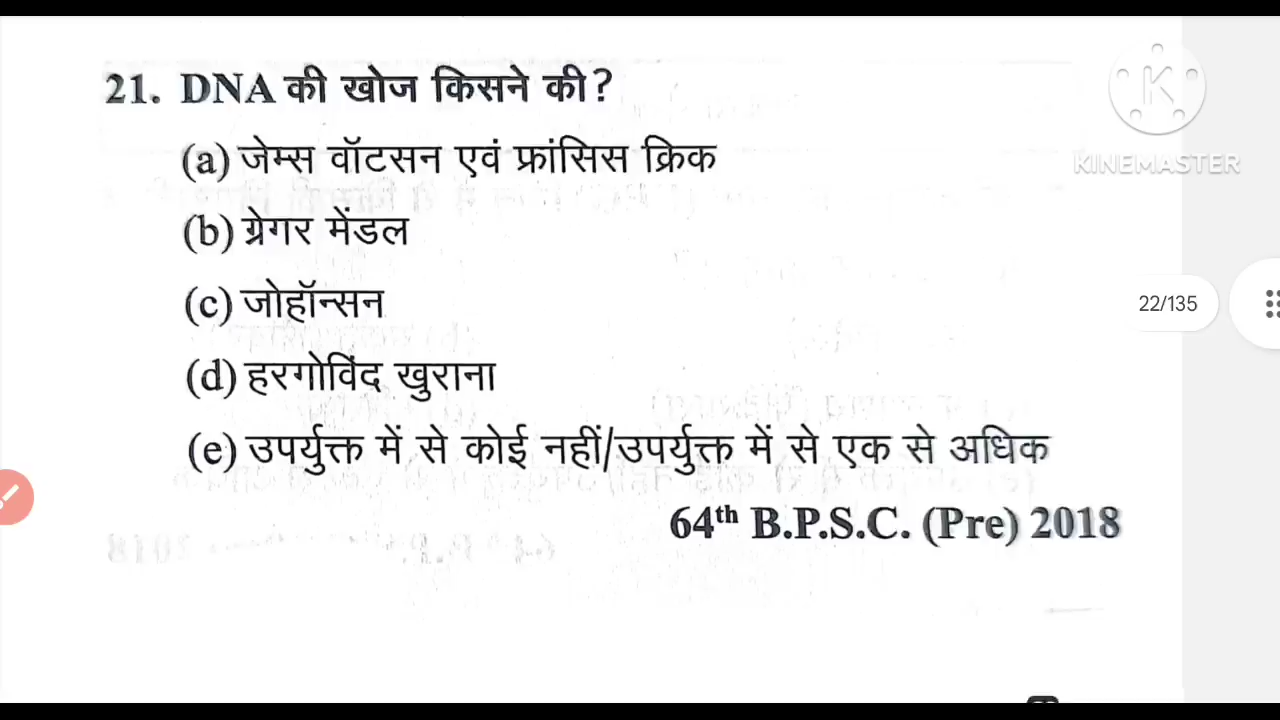 21. DNA की खोज किसने की?
(a) जेम्स वॉटसन एवं फ्रांसिस क्रिक
(b) ग्रेगर मेंडल
(c) जोहॉन्सन
(d) हरगोविंद खुराना
(e) उपर्युक्त में से कोई नहीं/उपर्युक्त में से एक से अधिक
64th B.P.S.C. (Pre) 2018
KINEMASTER
22/135